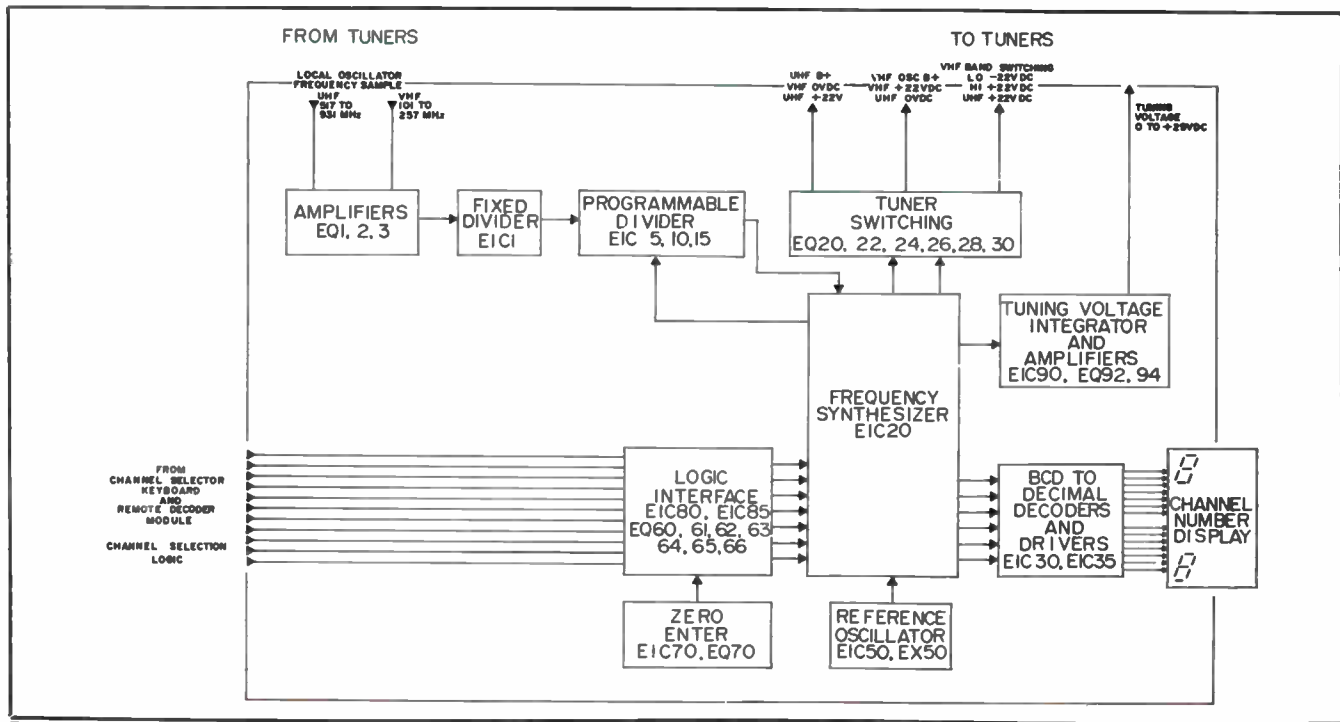 FROM TUNERS
TO TUNERS
LOCAL OSCILLATOR
FREQUENCY SAMPLE
UHF
517 TO
931 MHz
VHF
101 TO
257 MHz
UHF B+
VHF 0VDC
UHF +22V
VHF OSC B+
VHF +22VDC
UHF 0VDC
VHF BAND SWITCHING
LO -22VDC
HI +22VDC
UHF +22VDC
TUNING
VOLTAGE
0 TO +29VDC
AMPLIFIERS
EQ1, 2, 3
FIXED
DIVIDER
EIC1
PROGRAMMABLE
DIVIDER
EIC 5, 10, 15
TUNER
SWITCHING
EQ20, 22, 24, 26, 28, 30
TUNING VOLTAGE
INTEGRATOR
AND
AMPLIFIERS
EIC90, EQ92, 94
FREQUENCY
SYNTHESIZER
EIC20
FROM
CHANNEL SELECTOR
KEYBOARD
AND
REMOTE DECODER
MODULE
CHANNEL SELECTION
LOGIC
LOGIC
INTERFACE
EIC80, EIC85
EQ60, 61, 62, 63
64, 65, 66
BCD TO
DECIMAL
DECODERS
AND
DRIVERS
EIC30, EIC35
8
CHANNEL
NUMBER
DISPLAY
8
ZERO
ENTER
EIC70, EQ70
REFERENCE
OSCILLATOR
EIC50, EX50